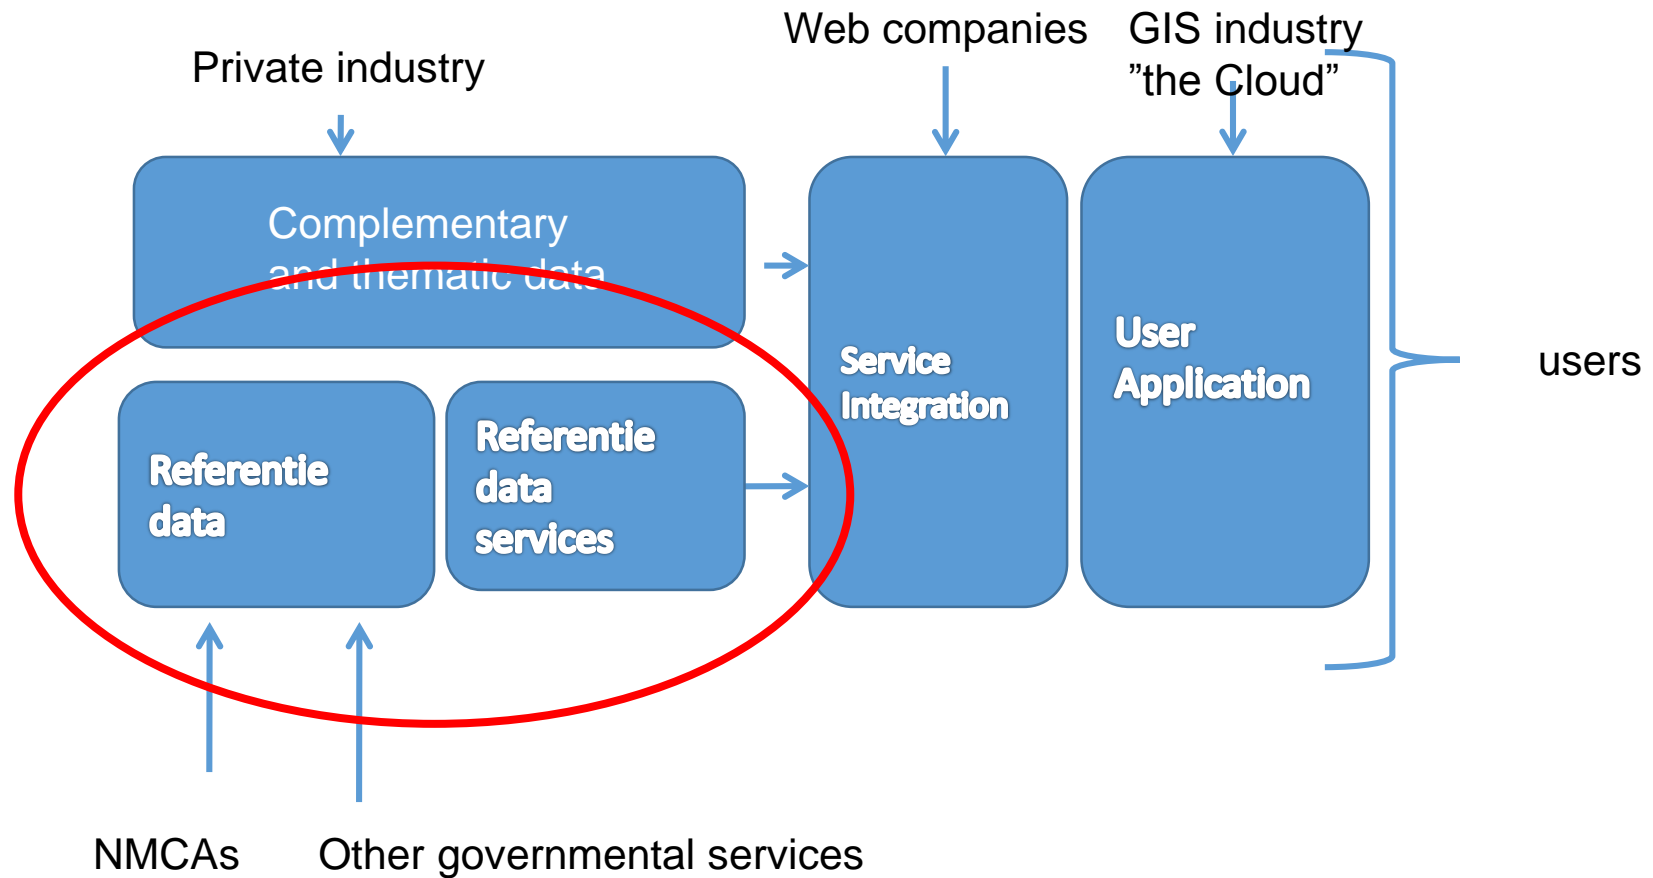 Web companies
GIS industry
”the Cloud”
Private industry
Complementary
and thematic data
User
Application
Service
Integration
users
Referentie
data
Referentie
data
services
NMCAs
Other governmental services